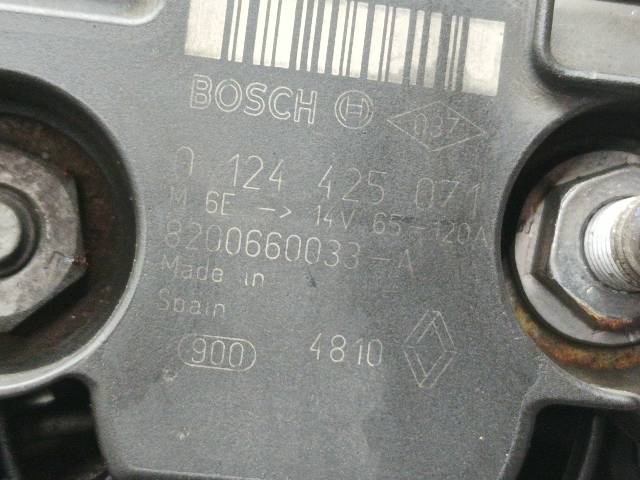 BOSCH H 037
0 124 425 071
M 6E -> 14V 65-120A
8200660033-A
Made in
Spain
900 4810